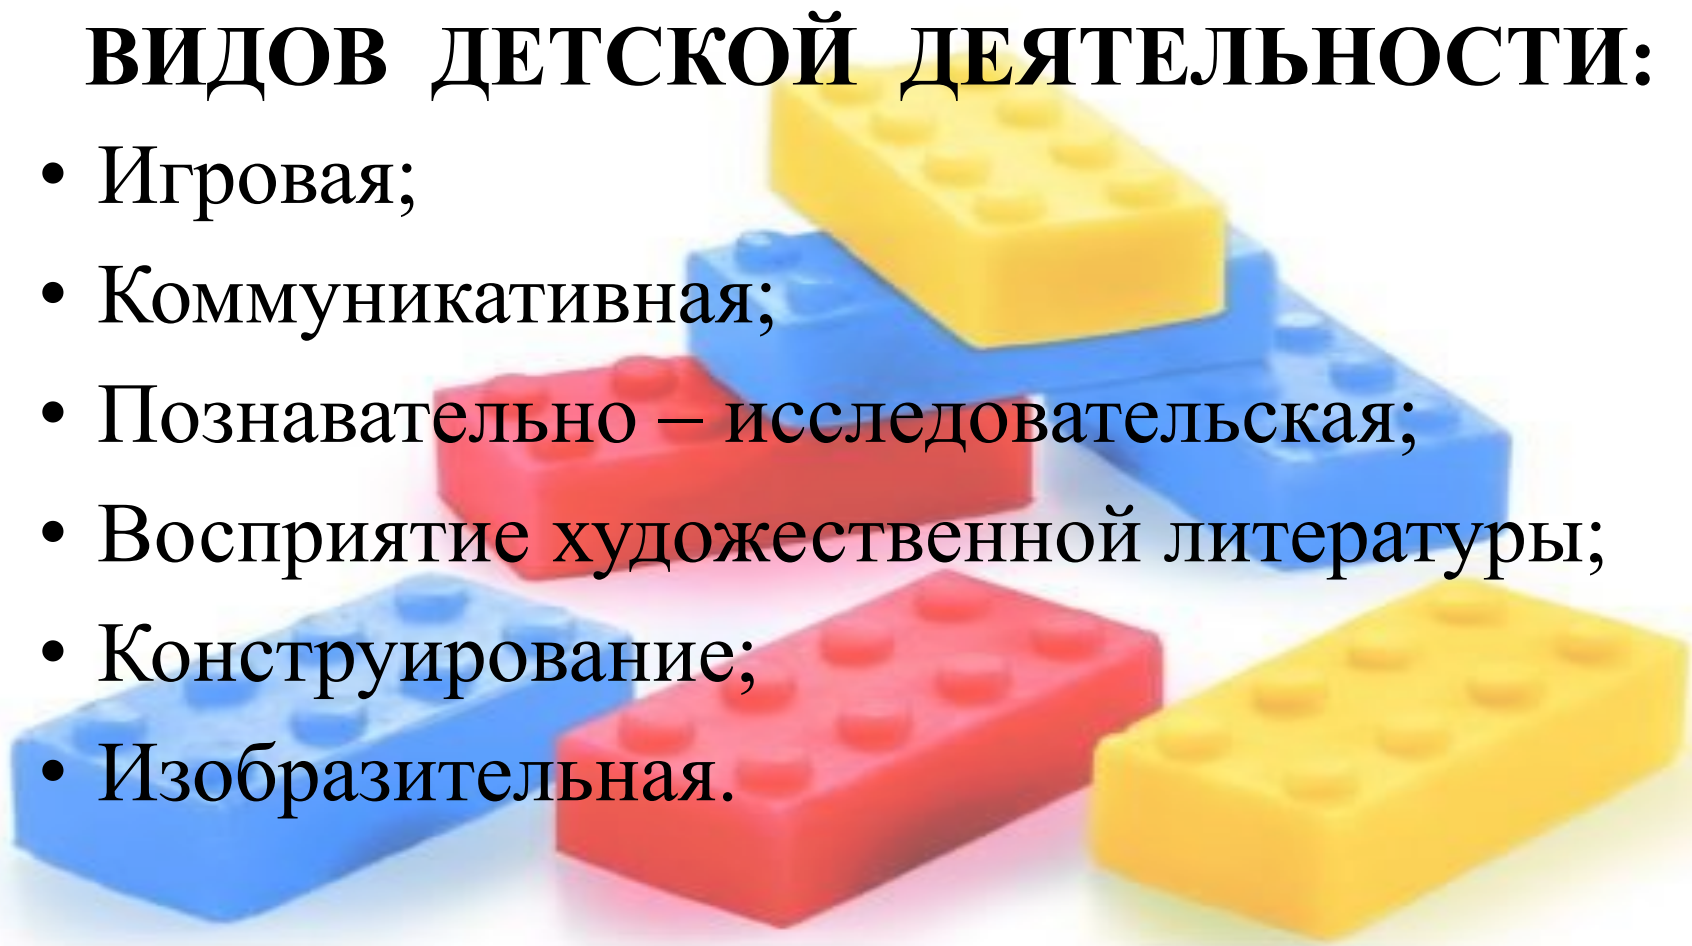 ВИДОВ ДЕТСКОЙ ДЕЯТЕЛЬНОСТИ:
• Игровая;
• Коммуникативная;
• Познавательно – исследовательская;
• Восприятие художественной литературы;
• Конструирование;
• Изобразительная.